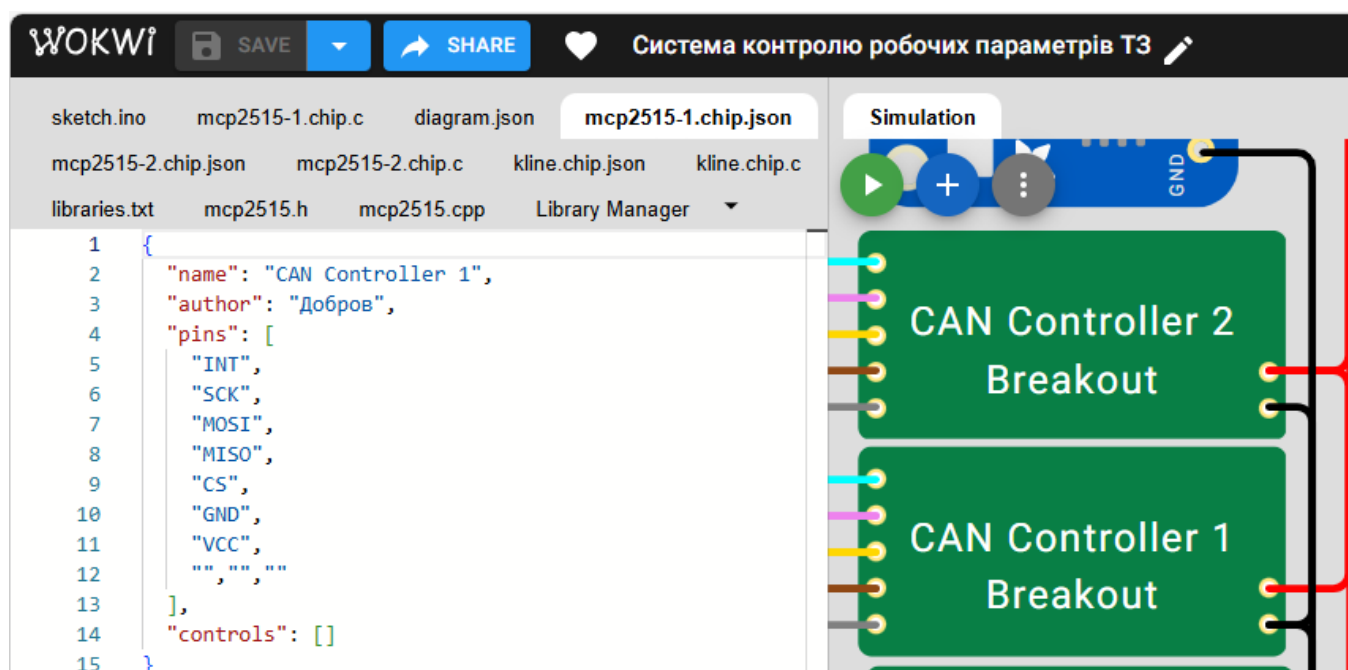 WOKWI SAVE SHARE Система контролю робочих параметрів ТЗ
sketch.ino mcp2515-1.chip.c diagram.json mcp2515-1.chip.json
mcp2515-2.chip.json mcp2515-2.chip.c kline.chip.json kline.chip.c
libraries.txt mcp2515.h mcp2515.cpp Library Manager
1 {
2 "name": "CAN Controller 1",
3 "author": "Добров",
4 "pins": [
5 "INT",
6 "SCK",
7 "MOSI",
8 "MISO",
9 "CS",
10 "GND",
11 "VCC",
12 "","",""
13 ],
14 "controls": []
15 }
Simulation
GND
CAN Controller 2
Breakout
CAN Controller 1
Breakout